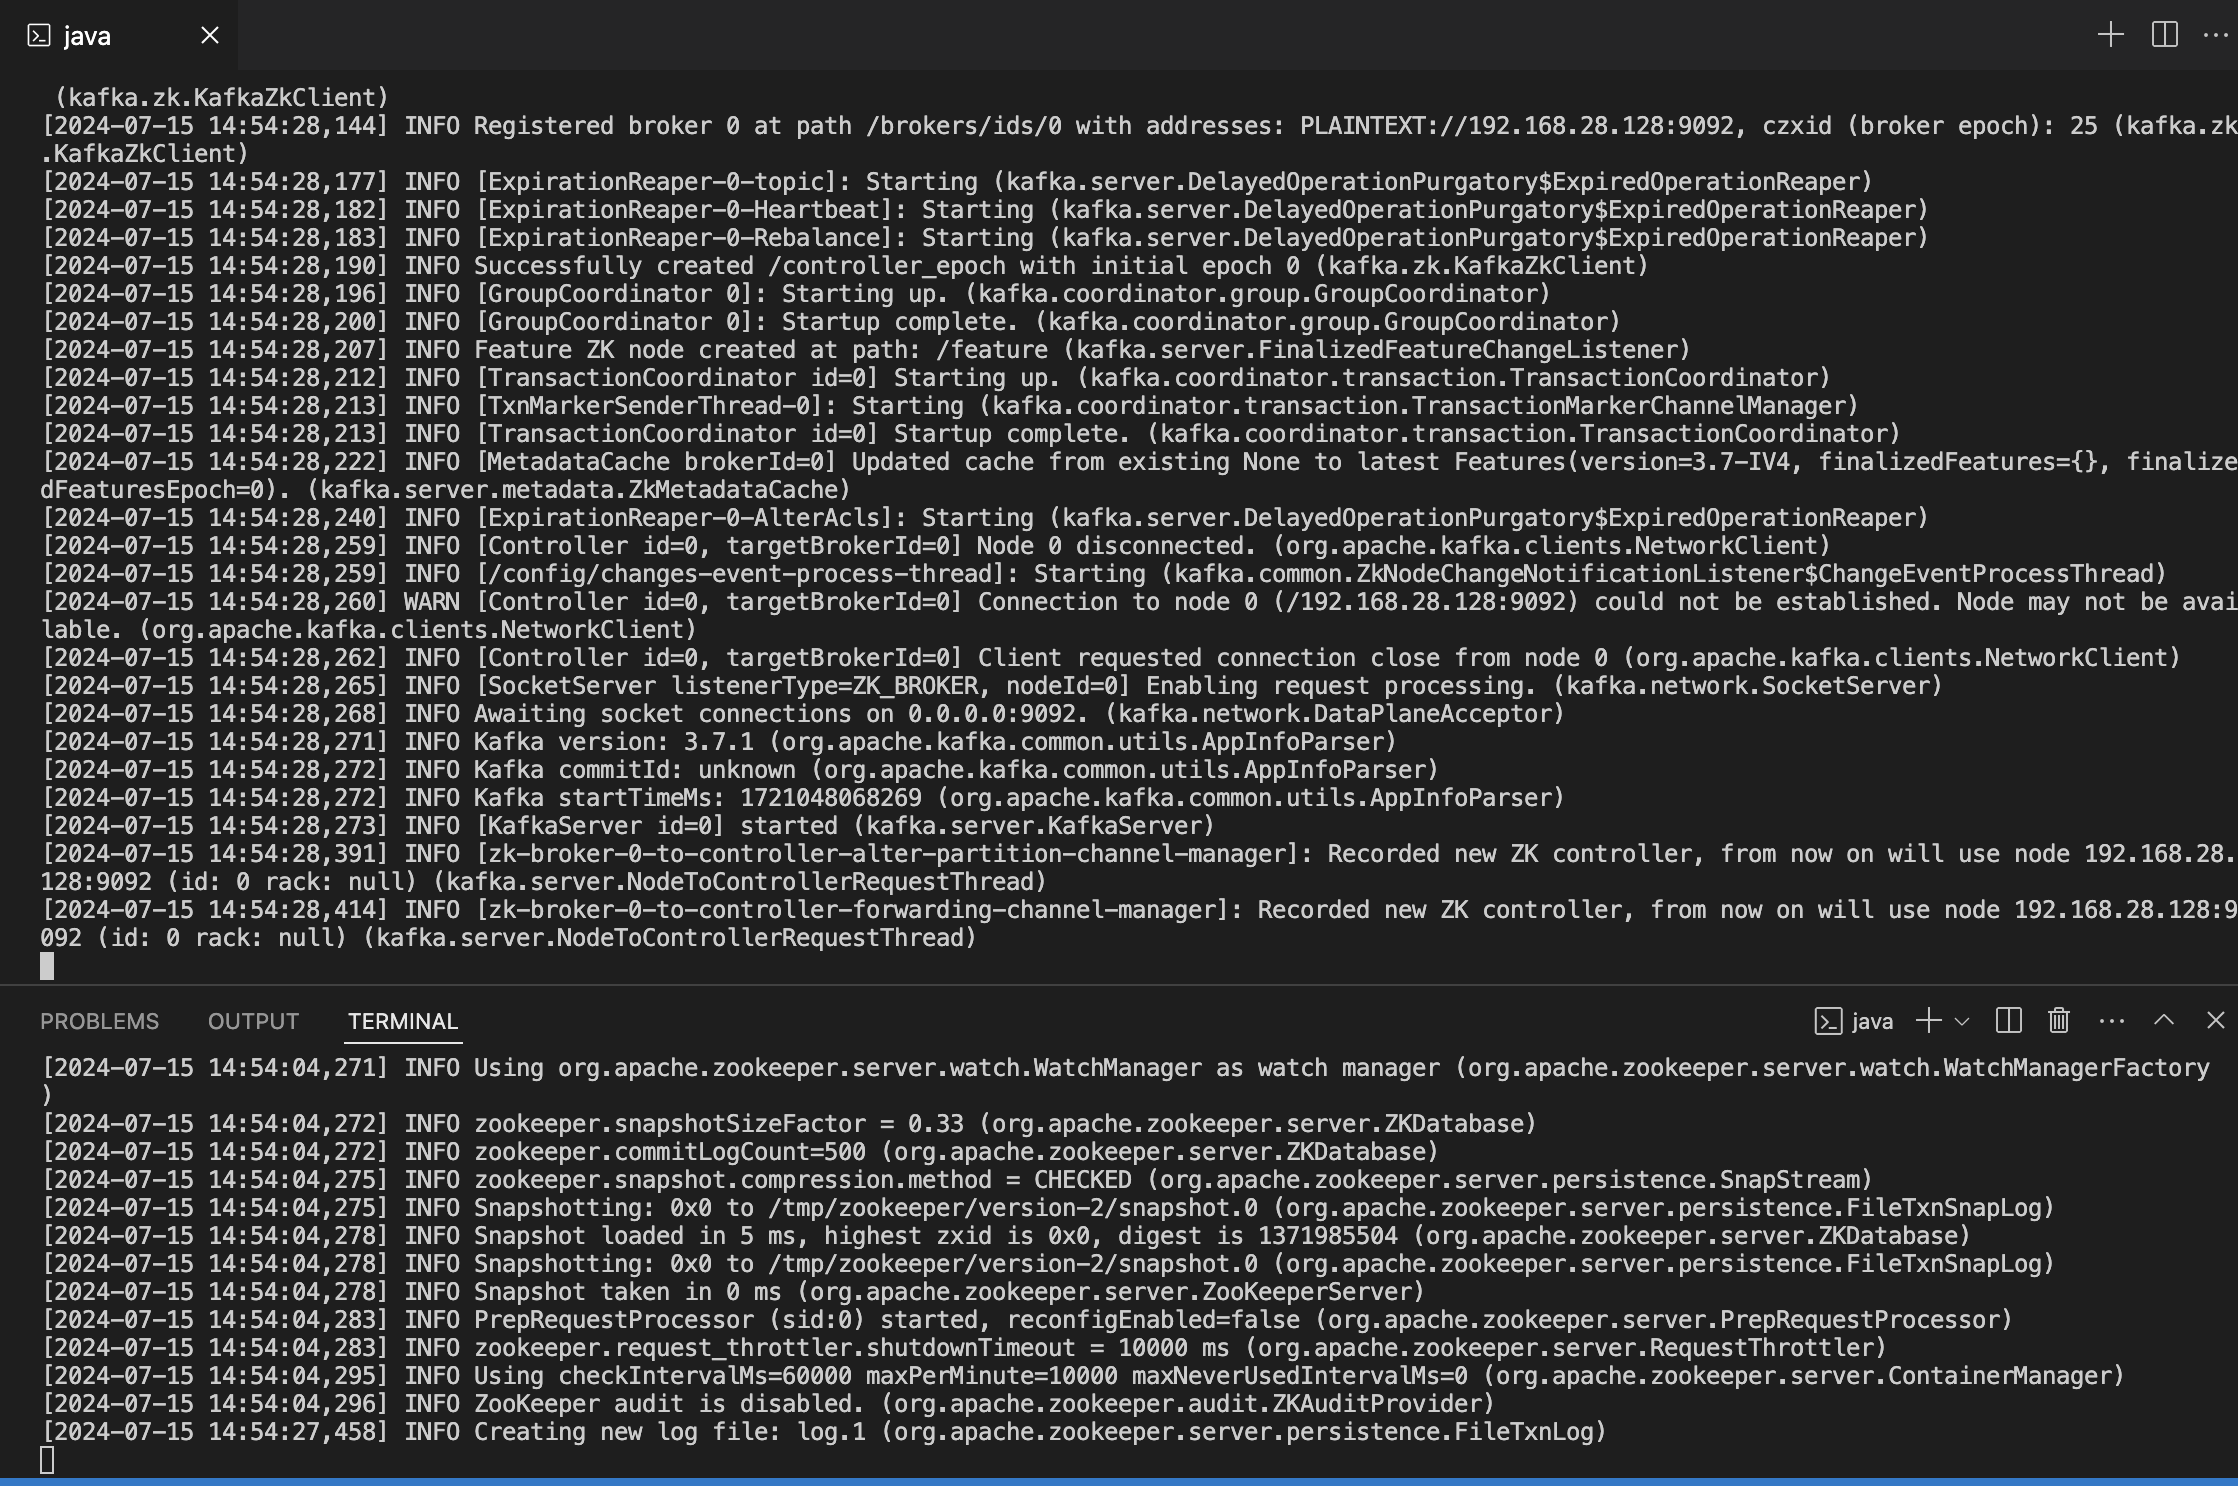 java
(kafka.zk.KafkaZkClient)
[2024-07-15 14:54:28,144] INFO Registered broker 0 at path /brokers/ids/0 with addresses: PLAINTEXT://192.168.28.128:9092, czxid (broker epoch): 25 (kafka.zk
.KafkaZkClient)
[2024-07-15 14:54:28,177] INFO [ExpirationReaper-0-topic]: Starting (kafka.server.DelayedOperationPurgatory$ExpiredOperationReaper)
[2024-07-15 14:54:28,182] INFO [ExpirationReaper-0-Heartbeat]: Starting (kafka.server.DelayedOperationPurgatory$ExpiredOperationReaper)
[2024-07-15 14:54:28,183] INFO [ExpirationReaper-0-Rebalance]: Starting (kafka.server.DelayedOperationPurgatory$ExpiredOperationReaper)
[2024-07-15 14:54:28,190] INFO Successfully created /controller_epoch with initial epoch 0 (kafka.zk.KafkaZkClient)
[2024-07-15 14:54:28,196] INFO [GroupCoordinator 0]: Starting up. (kafka.coordinator.group.GroupCoordinator)
[2024-07-15 14:54:28,200] INFO [GroupCoordinator 0]: Startup complete. (kafka.coordinator.group.GroupCoordinator)
[2024-07-15 14:54:28,207] INFO Feature ZK node created at path: /feature (kafka.server.FinalizedFeatureChangeListener)
[2024-07-15 14:54:28,212] INFO [TransactionCoordinator id=0] Starting up. (kafka.coordinator.transaction.TransactionCoordinator)
[2024-07-15 14:54:28,213] INFO [TxnMarkerSenderThread-0]: Starting (kafka.coordinator.transaction.TransactionMarkerChannelManager)
[2024-07-15 14:54:28,213] INFO [TransactionCoordinator id=0] Startup complete. (kafka.coordinator.transaction.TransactionCoordinator)
[2024-07-15 14:54:28,222] INFO [MetadataCache brokerId=0] Updated cache from existing None to latest Features(version=3.7-IV4, finalizedFeatures={}, finalize
dFeaturesEpoch=0). (kafka.server.metadata.ZkMetadataCache)
[2024-07-15 14:54:28,240] INFO [ExpirationReaper-0-AlterAcls]: Starting (kafka.server.DelayedOperationPurgatory$ExpiredOperationReaper)
[2024-07-15 14:54:28,259] INFO [Controller id=0, targetBrokerId=0] Node 0 disconnected. (org.apache.kafka.clients.NetworkClient)
[2024-07-15 14:54:28,259] INFO [/config/changes-event-process-thread]: Starting (kafka.common.ZkNodeChangeNotificationListener$ChangeEventProcessThread)
[2024-07-15 14:54:28,260] WARN [Controller id=0, targetBrokerId=0] Connection to node 0 (/192.168.28.128:9092) could not be established. Node may not be avai
lable. (org.apache.kafka.clients.NetworkClient)
[2024-07-15 14:54:28,262] INFO [Controller id=0, targetBrokerId=0] Client requested connection close from node 0 (org.apache.kafka.clients.NetworkClient)
[2024-07-15 14:54:28,265] INFO [SocketServer listenerType=ZK_BROKER, nodeId=0] Enabling request processing. (kafka.network.SocketServer)
[2024-07-15 14:54:28,268] INFO Awaiting socket connections on 0.0.0.0:9092. (kafka.network.DataPlaneAcceptor)
[2024-07-15 14:54:28,271] INFO Kafka version: 3.7.1 (org.apache.kafka.common.utils.AppInfoParser)
[2024-07-15 14:54:28,272] INFO Kafka commitId: unknown (org.apache.kafka.common.utils.AppInfoParser)
[2024-07-15 14:54:28,272] INFO Kafka startTimeMs: 1721048068269 (org.apache.kafka.common.utils.AppInfoParser)
[2024-07-15 14:54:28,273] INFO [KafkaServer id=0] started (kafka.server.KafkaServer)
[2024-07-15 14:54:28,391] INFO [zk-broker-0-to-controller-alter-partition-channel-manager]: Recorded new ZK controller, from now on will use node 192.168.28.
128:9092 (id: 0 rack: null) (kafka.server.NodeToControllerRequestThread)
[2024-07-15 14:54:28,414] INFO [zk-broker-0-to-controller-forwarding-channel-manager]: Recorded new ZK controller, from now on will use node 192.168.28.128:9
092 (id: 0 rack: null) (kafka.server.NodeToControllerRequestThread)
PROBLEMS OUTPUT TERMINAL java
[2024-07-15 14:54:04,271] INFO Using org.apache.zookeeper.server.watch.WatchManager as watch manager (org.apache.zookeeper.server.watch.WatchManagerFactory
)
[2024-07-15 14:54:04,272] INFO zookeeper.snapshotSizeFactor = 0.33 (org.apache.zookeeper.server.ZKDatabase)
[2024-07-15 14:54:04,272] INFO zookeeper.commitLogCount=500 (org.apache.zookeeper.server.ZKDatabase)
[2024-07-15 14:54:04,275] INFO zookeeper.snapshot.compression.method = CHECKED (org.apache.zookeeper.server.persistence.SnapStream)
[2024-07-15 14:54:04,275] INFO Snapshotting: 0x0 to /tmp/zookeeper/version-2/snapshot.0 (org.apache.zookeeper.server.persistence.FileTxnSnapLog)
[2024-07-15 14:54:04,278] INFO Snapshot loaded in 5 ms, highest zxid is 0x0, digest is 1371985504 (org.apache.zookeeper.server.ZKDatabase)
[2024-07-15 14:54:04,278] INFO Snapshotting: 0x0 to /tmp/zookeeper/version-2/snapshot.0 (org.apache.zookeeper.server.persistence.FileTxnSnapLog)
[2024-07-15 14:54:04,278] INFO Snapshot taken in 0 ms (org.apache.zookeeper.server.ZooKeeperServer)
[2024-07-15 14:54:04,283] INFO PrepRequestProcessor (sid:0) started, reconfigEnabled=false (org.apache.zookeeper.server.PrepRequestProcessor)
[2024-07-15 14:54:04,283] INFO zookeeper.request_throttler.shutdownTimeout = 10000 ms (org.apache.zookeeper.server.RequestThrottler)
[2024-07-15 14:54:04,295] INFO Using checkIntervalMs=60000 maxPerMinute=10000 maxNeverUsedIntervalMs=0 (org.apache.zookeeper.server.ContainerManager)
[2024-07-15 14:54:04,296] INFO ZooKeeper audit is disabled. (org.apache.zookeeper.audit.ZKAuditProvider)
[2024-07-15 14:54:27,458] INFO Creating new log file: log.1 (org.apache.zookeeper.server.persistence.FileTxnLog)